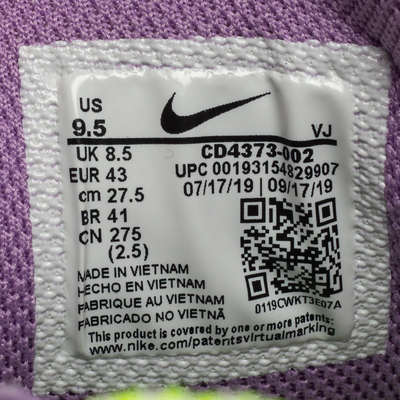 US
9.5
VJ
UK 8.5
CD4373-002
EUR 43
UPC 00193154829907
cm 27.5
07/17/19 | 09/17/19
BR 41
CN 275
(2.5)
MADE IN VIETNAM
HECHO EN VIETNAM
FABRIQUE AU VIETNAM
FABRICADO NO VIETNÃ
0119CWKT3E07A
This product is covered by one or more patents:
www.nike.com/patentsvirtualmarking